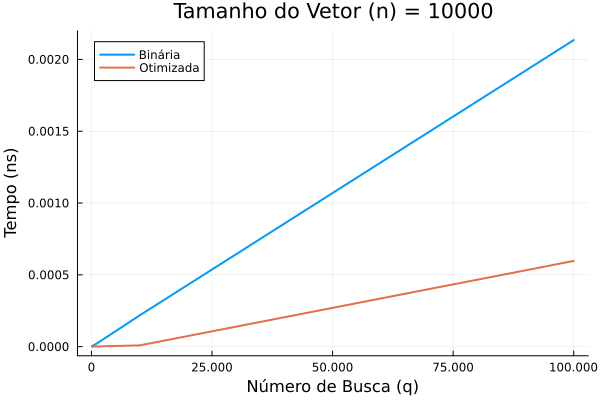 Tamanho do Vetor (n) = 10000
Binária
Otimizada
Tempo (ns)
0.0020
0.0015
0.0010
0.0005
0.0000
0
25.000
50.000
75.000
100.000
Número de Busca (q)